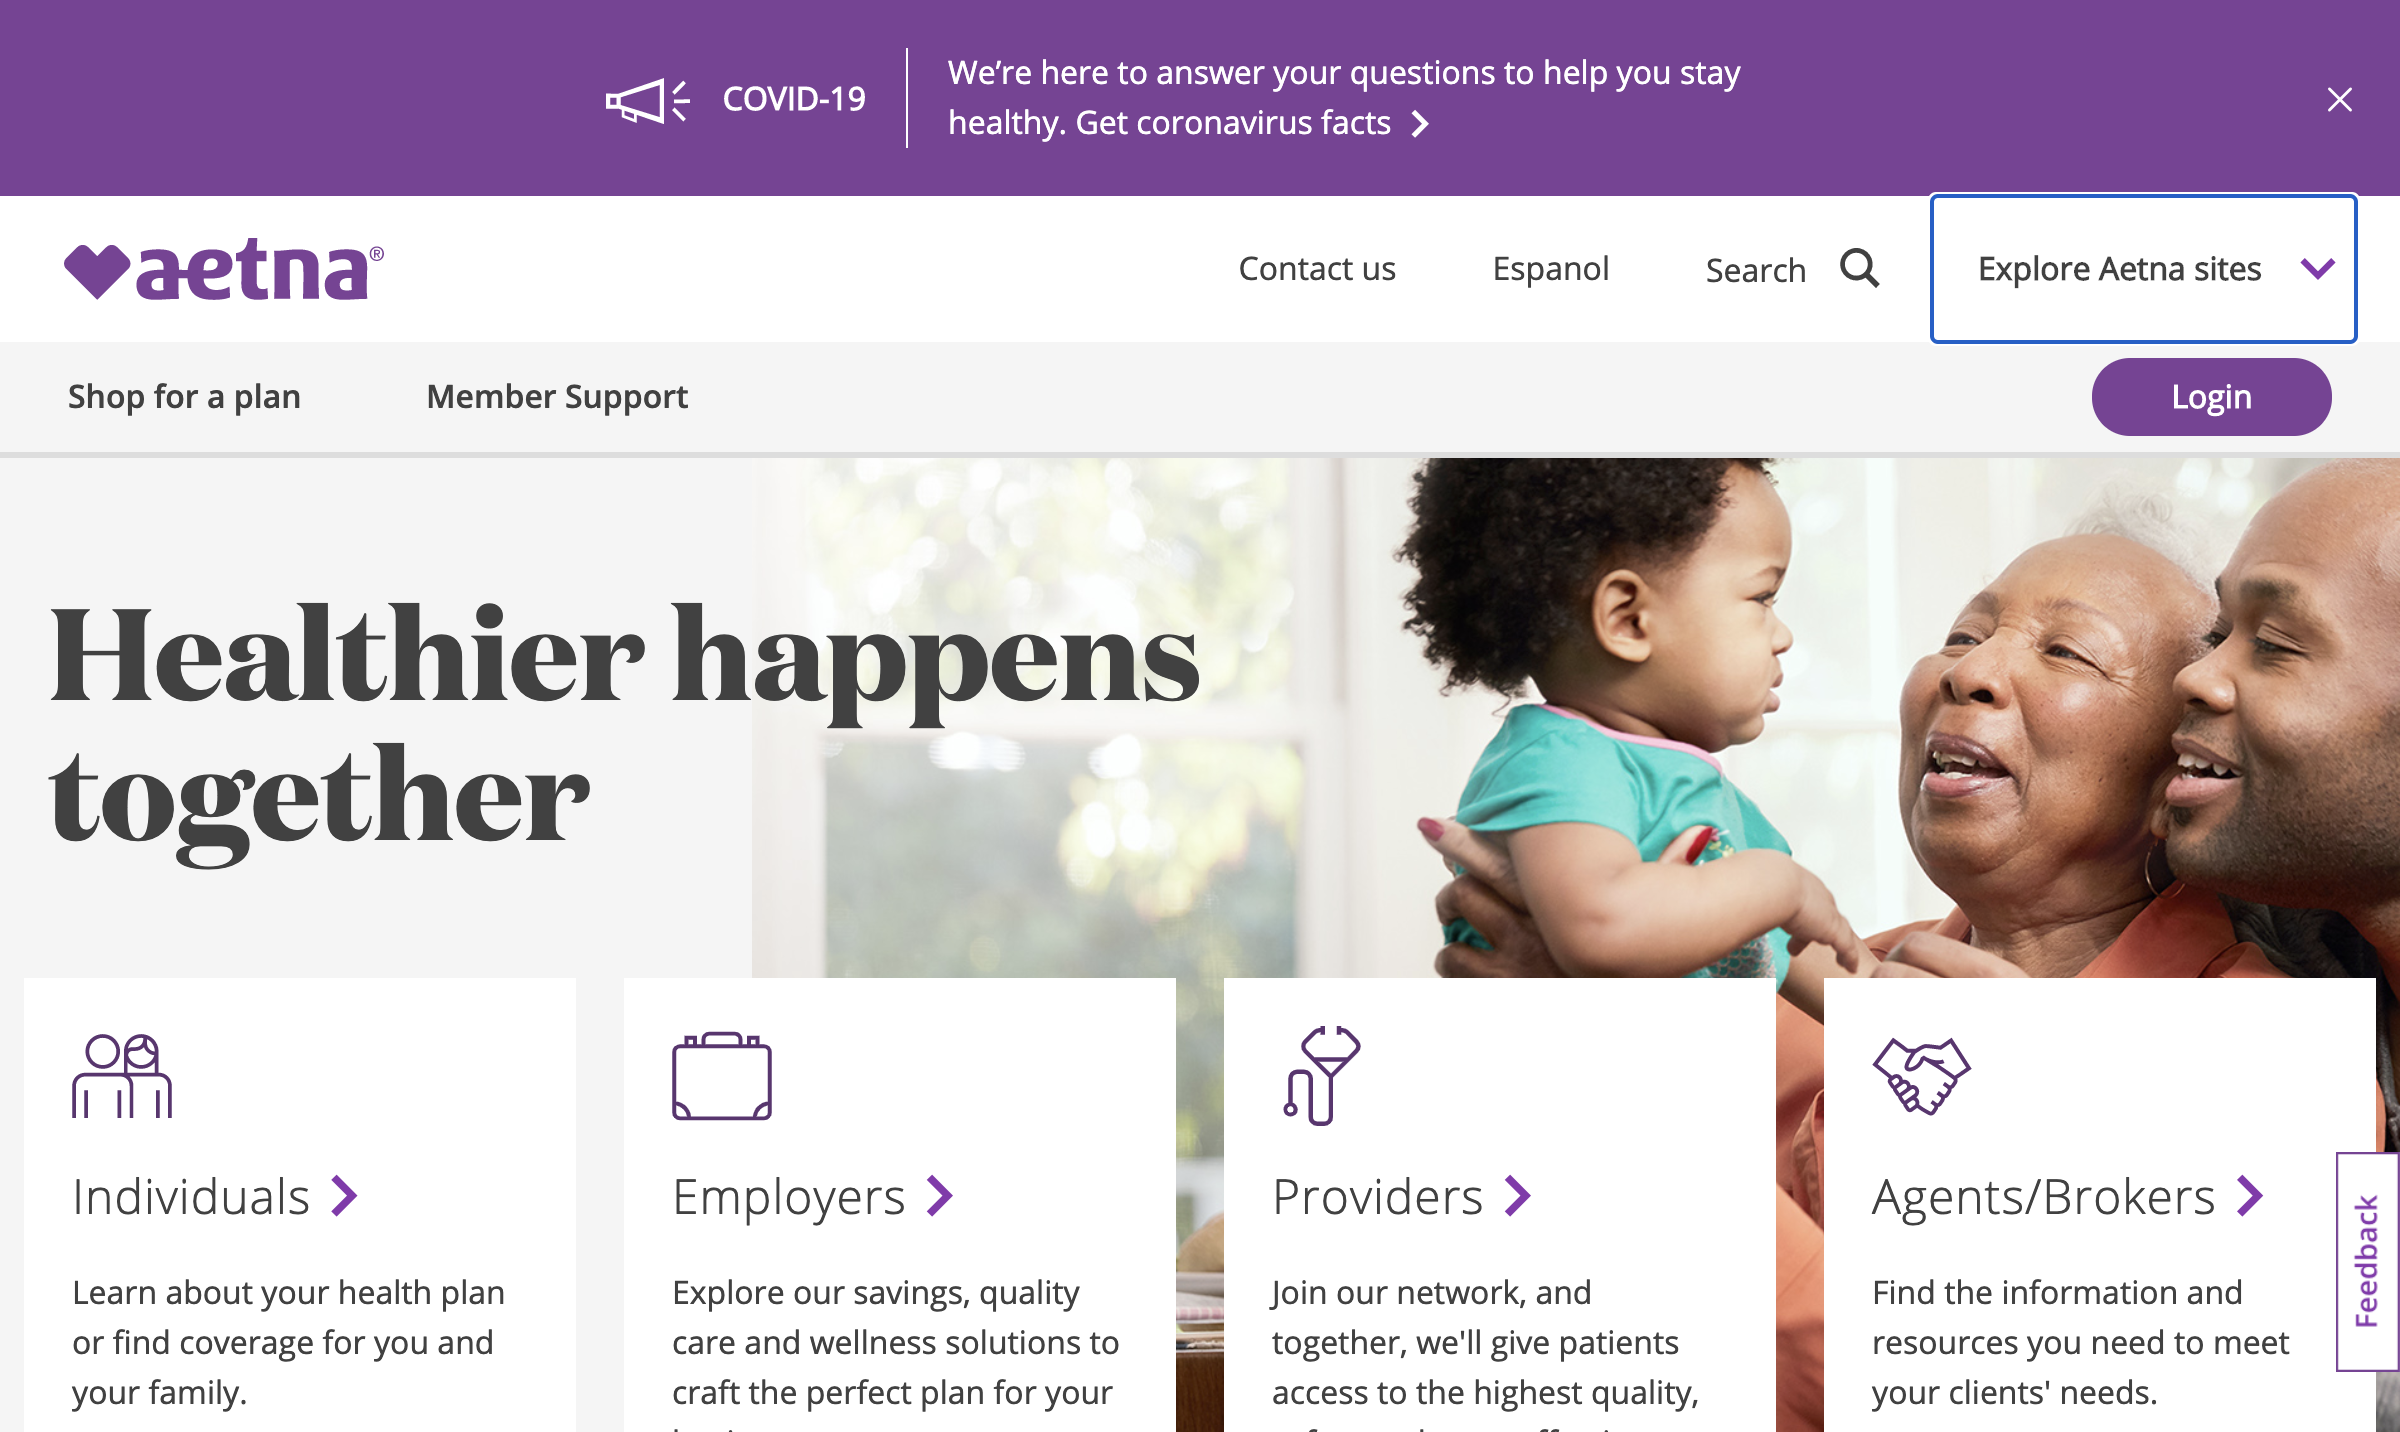 COVID-19
We’re here to answer your questions to help you stay
healthy. Get coronavirus facts
aetna®
Contact us
Espanol
Search
Explore Aetna sites
Shop for a plan
Member Support
Login
Healthier happens
together
Individuals
Learn about your health plan
or find coverage for you and
your family.
Employers
Explore our savings, quality
care and wellness solutions to
craft the perfect plan for your
Providers
Join our network, and
together, we'll give patients
access to the highest quality,
Agents/Brokers
Find the information and
resources you need to meet
your clients' needs.
Feedback